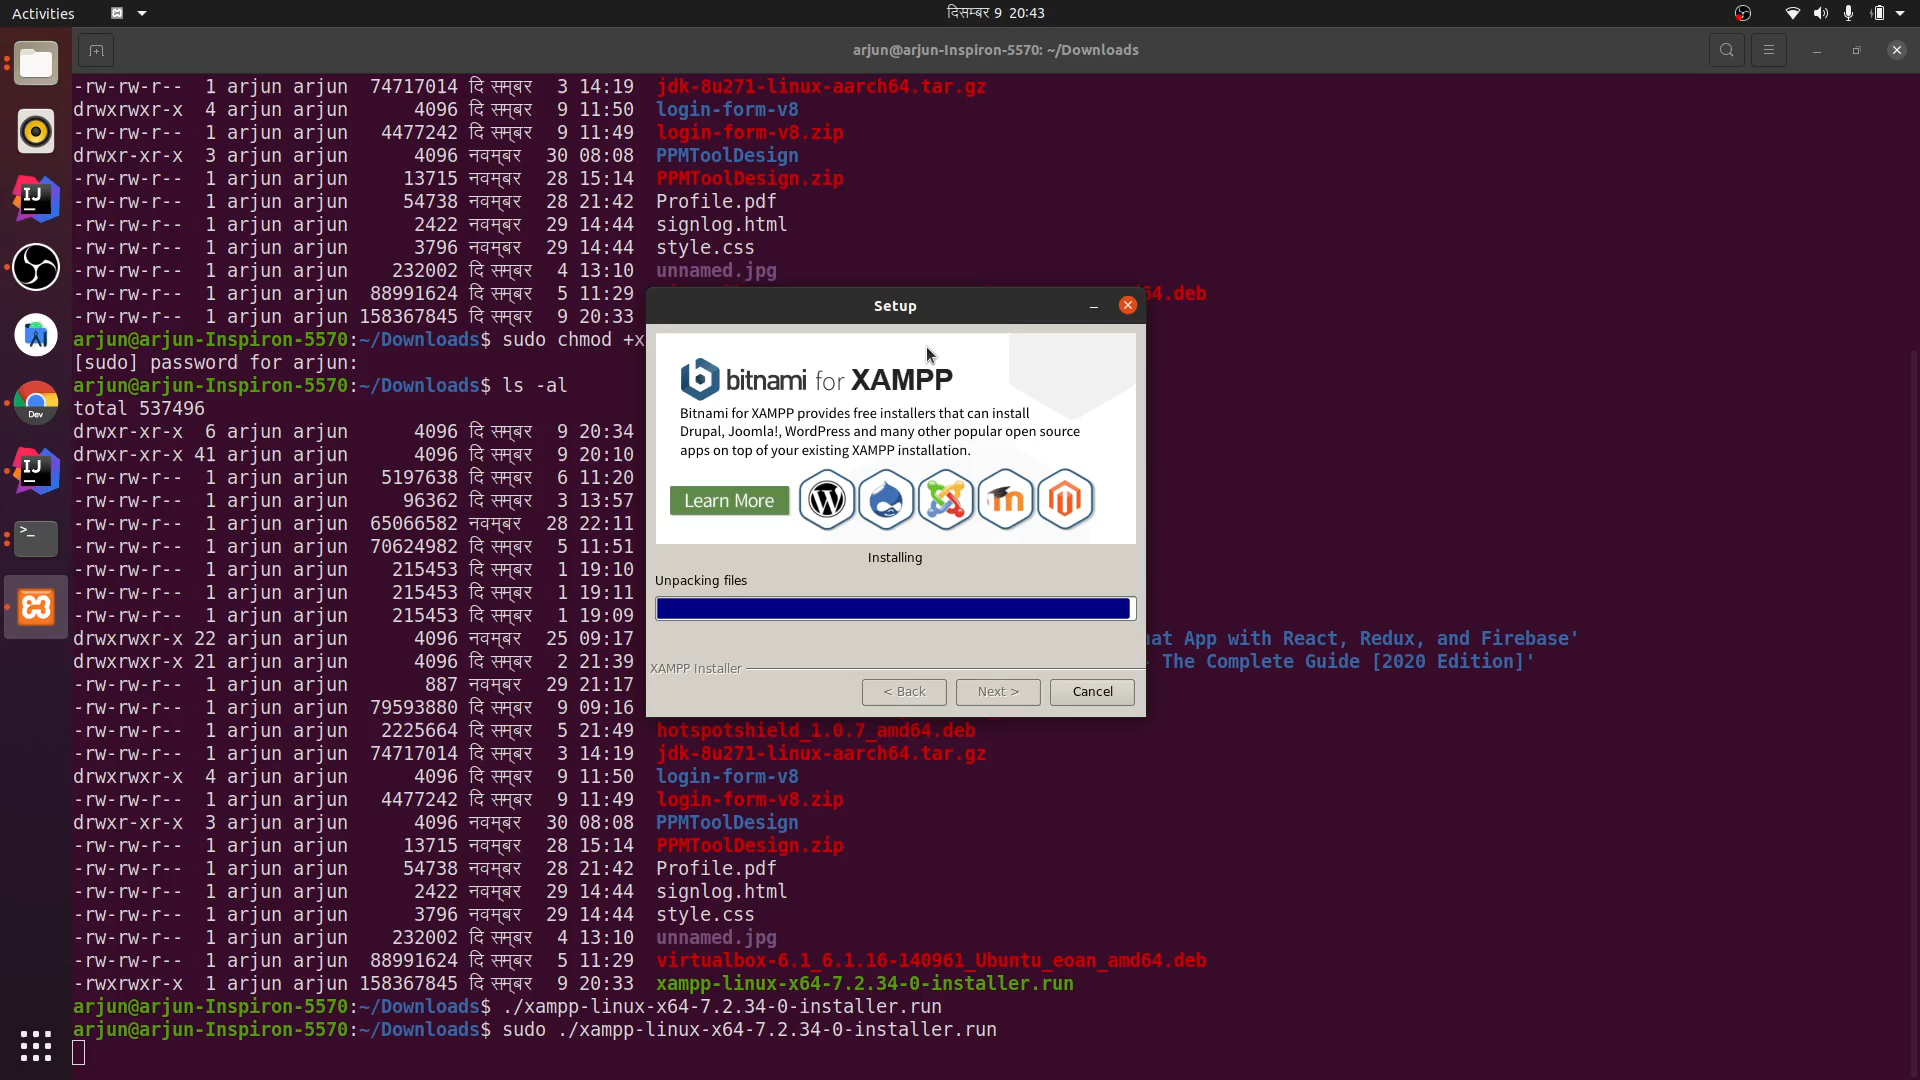 Activities
दिसम्बर 9 20:43
arjun@arjun-Inspiron-5570: ~/Downloads
-rw-rw-r-- 1 arjun arjun 74717014 दिसम्बर 3 14:19 jdk-8u271-linux-aarch64.tar.gz
drwxrwxr-x 4 arjun arjun 4096 दिसम्बर 9 11:50 login-form-v8
-rw-rw-r-- 1 arjun arjun 4477242 दिसम्बर 9 11:49 login-form-v8.zip
drwxr-xr-x 3 arjun arjun 4096 नवम्बर 30 08:08 PPMToolDesign
-rw-rw-r-- 1 arjun arjun 13715 नवम्बर 28 15:14 PPMToolDesign.zip
-rw-rw-r-- 1 arjun arjun 54738 नवम्बर 28 21:42 Profile.pdf
-rw-rw-r-- 1 arjun arjun 2422 नवम्बर 29 14:44 signlog.html
-rw-rw-r-- 1 arjun arjun 3796 नवम्बर 29 14:44 style.css
-rw-rw-r-- 1 arjun arjun 232002 दिसम्बर 4 13:10 unnamed.jpg
-rw-rw-r-- 1 arjun arjun 88991624 दिसम्बर 5 11:29 64.deb
-rw-rw-r-- 1 arjun arjun 158367845 दिसम्बर 9 20:33
arjun@arjun-Inspiron-5570:~/Downloads$ sudo chmod +x
[sudo] password for arjun:
arjun@arjun-Inspiron-5570:~/Downloads$ ls -al
total 537496
drwxr-xr-x 6 arjun arjun 4096 दिसम्बर 9 20:34
drwxr-xr-x 41 arjun arjun 4096 दिसम्बर 9 20:10
-rw-rw-r-- 1 arjun arjun 5197638 दिसम्बर 6 11:20
-rw-rw-r-- 1 arjun arjun 96362 दिसम्बर 3 13:57
-rw-rw-r-- 1 arjun arjun 65066582 नवम्बर 28 22:11
-rw-rw-r-- 1 arjun arjun 70624982 दिसम्बर 5 11:51
-rw-rw-r-- 1 arjun arjun 215453 दिसम्बर 1 19:10
-rw-rw-r-- 1 arjun arjun 215453 दिसम्बर 1 19:11
-rw-rw-r-- 1 arjun arjun 215453 दिसम्बर 1 19:09
drwxrwxr-x 22 arjun arjun 4096 नवम्बर 25 09:17 hat App with React, Redux, and Firebase'
drwxrwxr-x 21 arjun arjun 4096 दिसम्बर 2 21:39 The Complete Guide [2020 Edition]'
-rw-rw-r-- 1 arjun arjun 887 नवम्बर 29 21:17
-rw-rw-r-- 1 arjun arjun 79593880 दिसम्बर 9 09:16
-rw-rw-r-- 1 arjun arjun 2225664 दिसम्बर 5 21:49 hotspotshield_1.0.7_amd64.deb
-rw-rw-r-- 1 arjun arjun 74717014 दिसम्बर 3 14:19 jdk-8u271-linux-aarch64.tar.gz
drwxrwxr-x 4 arjun arjun 4096 दिसम्बर 9 11:50 login-form-v8
-rw-rw-r-- 1 arjun arjun 4477242 दिसम्बर 9 11:49 login-form-v8.zip
drwxr-xr-x 3 arjun arjun 4096 नवम्बर 30 08:08 PPMToolDesign
-rw-rw-r-- 1 arjun arjun 13715 नवम्बर 28 15:14 PPMToolDesign.zip
-rw-rw-r-- 1 arjun arjun 54738 नवम्बर 28 21:42 Profile.pdf
-rw-rw-r-- 1 arjun arjun 2422 नवम्बर 29 14:44 signlog.html
-rw-rw-r-- 1 arjun arjun 3796 नवम्बर 29 14:44 style.css
-rw-rw-r-- 1 arjun arjun 232002 दिसम्बर 4 13:10 unnamed.jpg
-rw-rw-r-- 1 arjun arjun 88991624 दिसम्बर 5 11:29 virtualbox-6.1_6.1.16-140961_Ubuntu_eoan_amd64.deb
-rwxrwxr-x 1 arjun arjun 158367845 दिसम्बर 9 20:33 xampp-linux-x64-7.2.34-0-installer.run
arjun@arjun-Inspiron-5570:~/Downloads$ ./xampp-linux-x64-7.2.34-0-installer.run
arjun@arjun-Inspiron-5570:~/Downloads$ sudo ./xampp-linux-x64-7.2.34-0-installer.run
Setup
bitnami for XAMPP
Bitnami for XAMPP provides free installers that can install
Drupal, Joomla!, WordPress and many other popular open source
apps on top of your existing XAMPP installation.
Learn More
Installing
Unpacking files
XAMPP Installer
< Back Next > Cancel
IJ
Dev
IJ